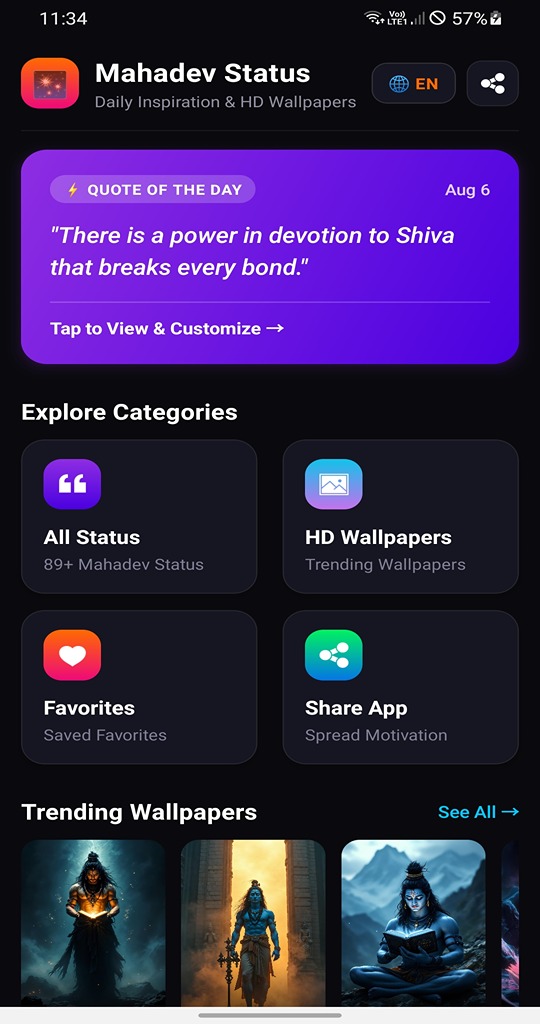 11:34
Vo))
LTE1
57%
Mahadev Status
Daily Inspiration & HD Wallpapers
EN
⚡ QUOTE OF THE DAY
Aug 6
"There is a power in devotion to Shiva
that breaks every bond."
Tap to View & Customize →
Explore Categories
All Status
89+ Mahadev Status
HD Wallpapers
Trending Wallpapers
Favorites
Saved Favorites
Share App
Spread Motivation
Trending Wallpapers
See All →